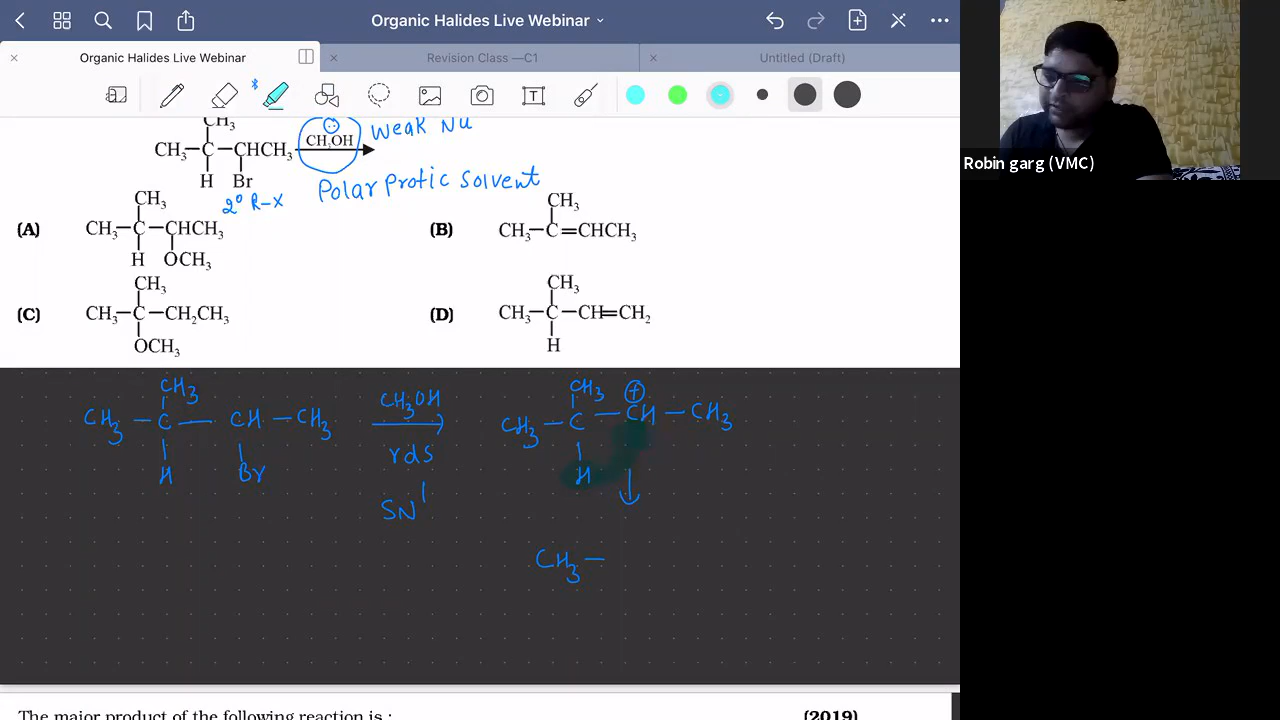 Organic Halides Live Webinar
Organic Halides Live Webinar
Revision Class —C1
Untitled (Draft)
Robin garg (VMC)
CH₃
CH₃—C—CHCH₃
H Br
CH₃OH
weak Nu
Polar protic Solvent
2° R-X
(A)
CH₃
CH₃—C—CHCH₃
H OCH₃
(B)
CH₃
CH₃—C=CHCH₃
(C)
CH₃
CH₃—C—CH₂CH₃
OCH₃
(D)
CH₃
CH₃—C—CH=CH₂
H
CH₃
CH₃ — C — CH — CH₃
H Br
CH₃OH
rds
SN¹
CH₃ ⊕
CH₃ — C — CH — CH₃
H
CH₃ —
The major product of the following reaction is :
(2019)